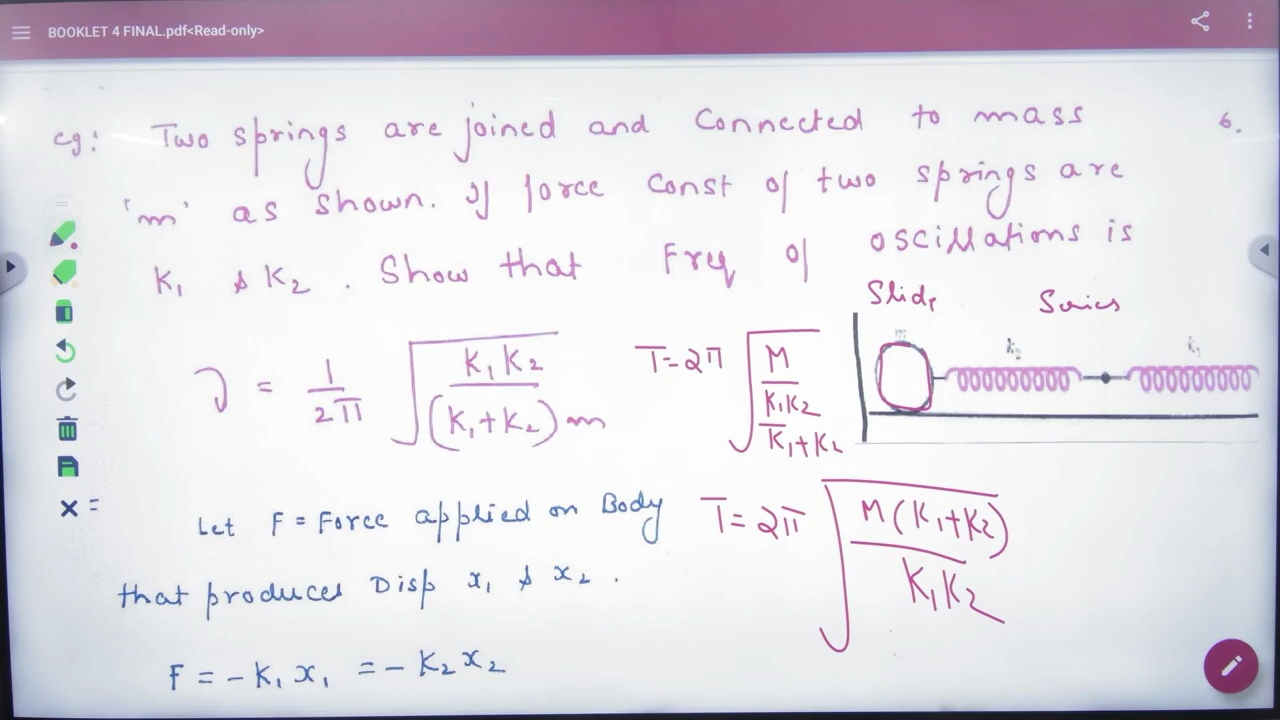 BOOKLET 4 FINAL.pdf<Read-only>
eg: Two springs are joined and Connected to mass 6.
'm' as shown. If force const of two springs are
K₁ & K₂. Show that Freq of oscillations is
Slide Series
m k₂ k₁
ν = 1/2π √(K₁K₂/(K₁+K₂)m)
T=2π √(M/(K₁K₂/K₁+K₂))
Let F = Force applied on Body
T=2π √(M(K₁+K₂)/K₁K₂)
that produces Disp x₁ & x₂.
F = -K₁x₁ = -K₂x₂